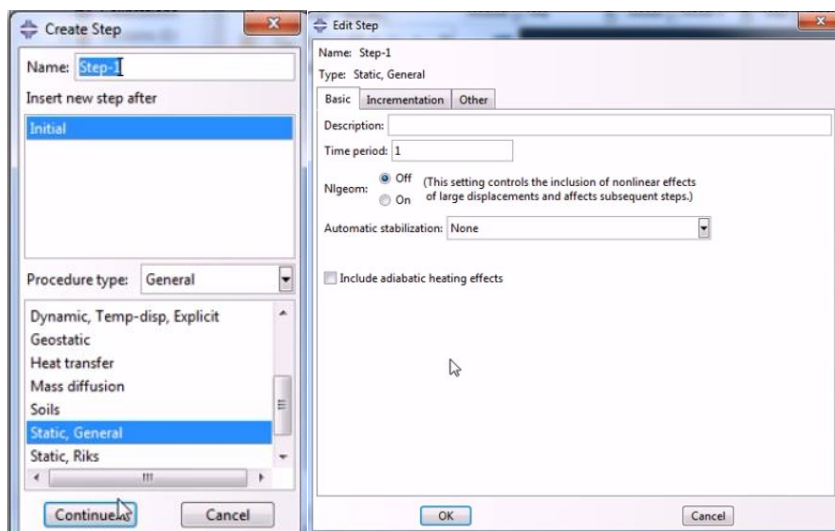 Create Step
Name: Step-1
Insert new step after
Initial
Procedure type: General
Dynamic, Temp-disp, Explicit
Geostatic
Heat transfer
Mass diffusion
Soils
Static, General
Static, Riks
Continue...
Cancel
Edit Step
Name: Step-1
Type: Static, General
Basic Incrementation Other
Description:
Time period: 1
Nlgeom: Off (This setting controls the inclusion of nonlinear effects
On of large displacements and affects subsequent steps.)
Automatic stabilization: None
Include adiabatic heating effects
OK Cancel